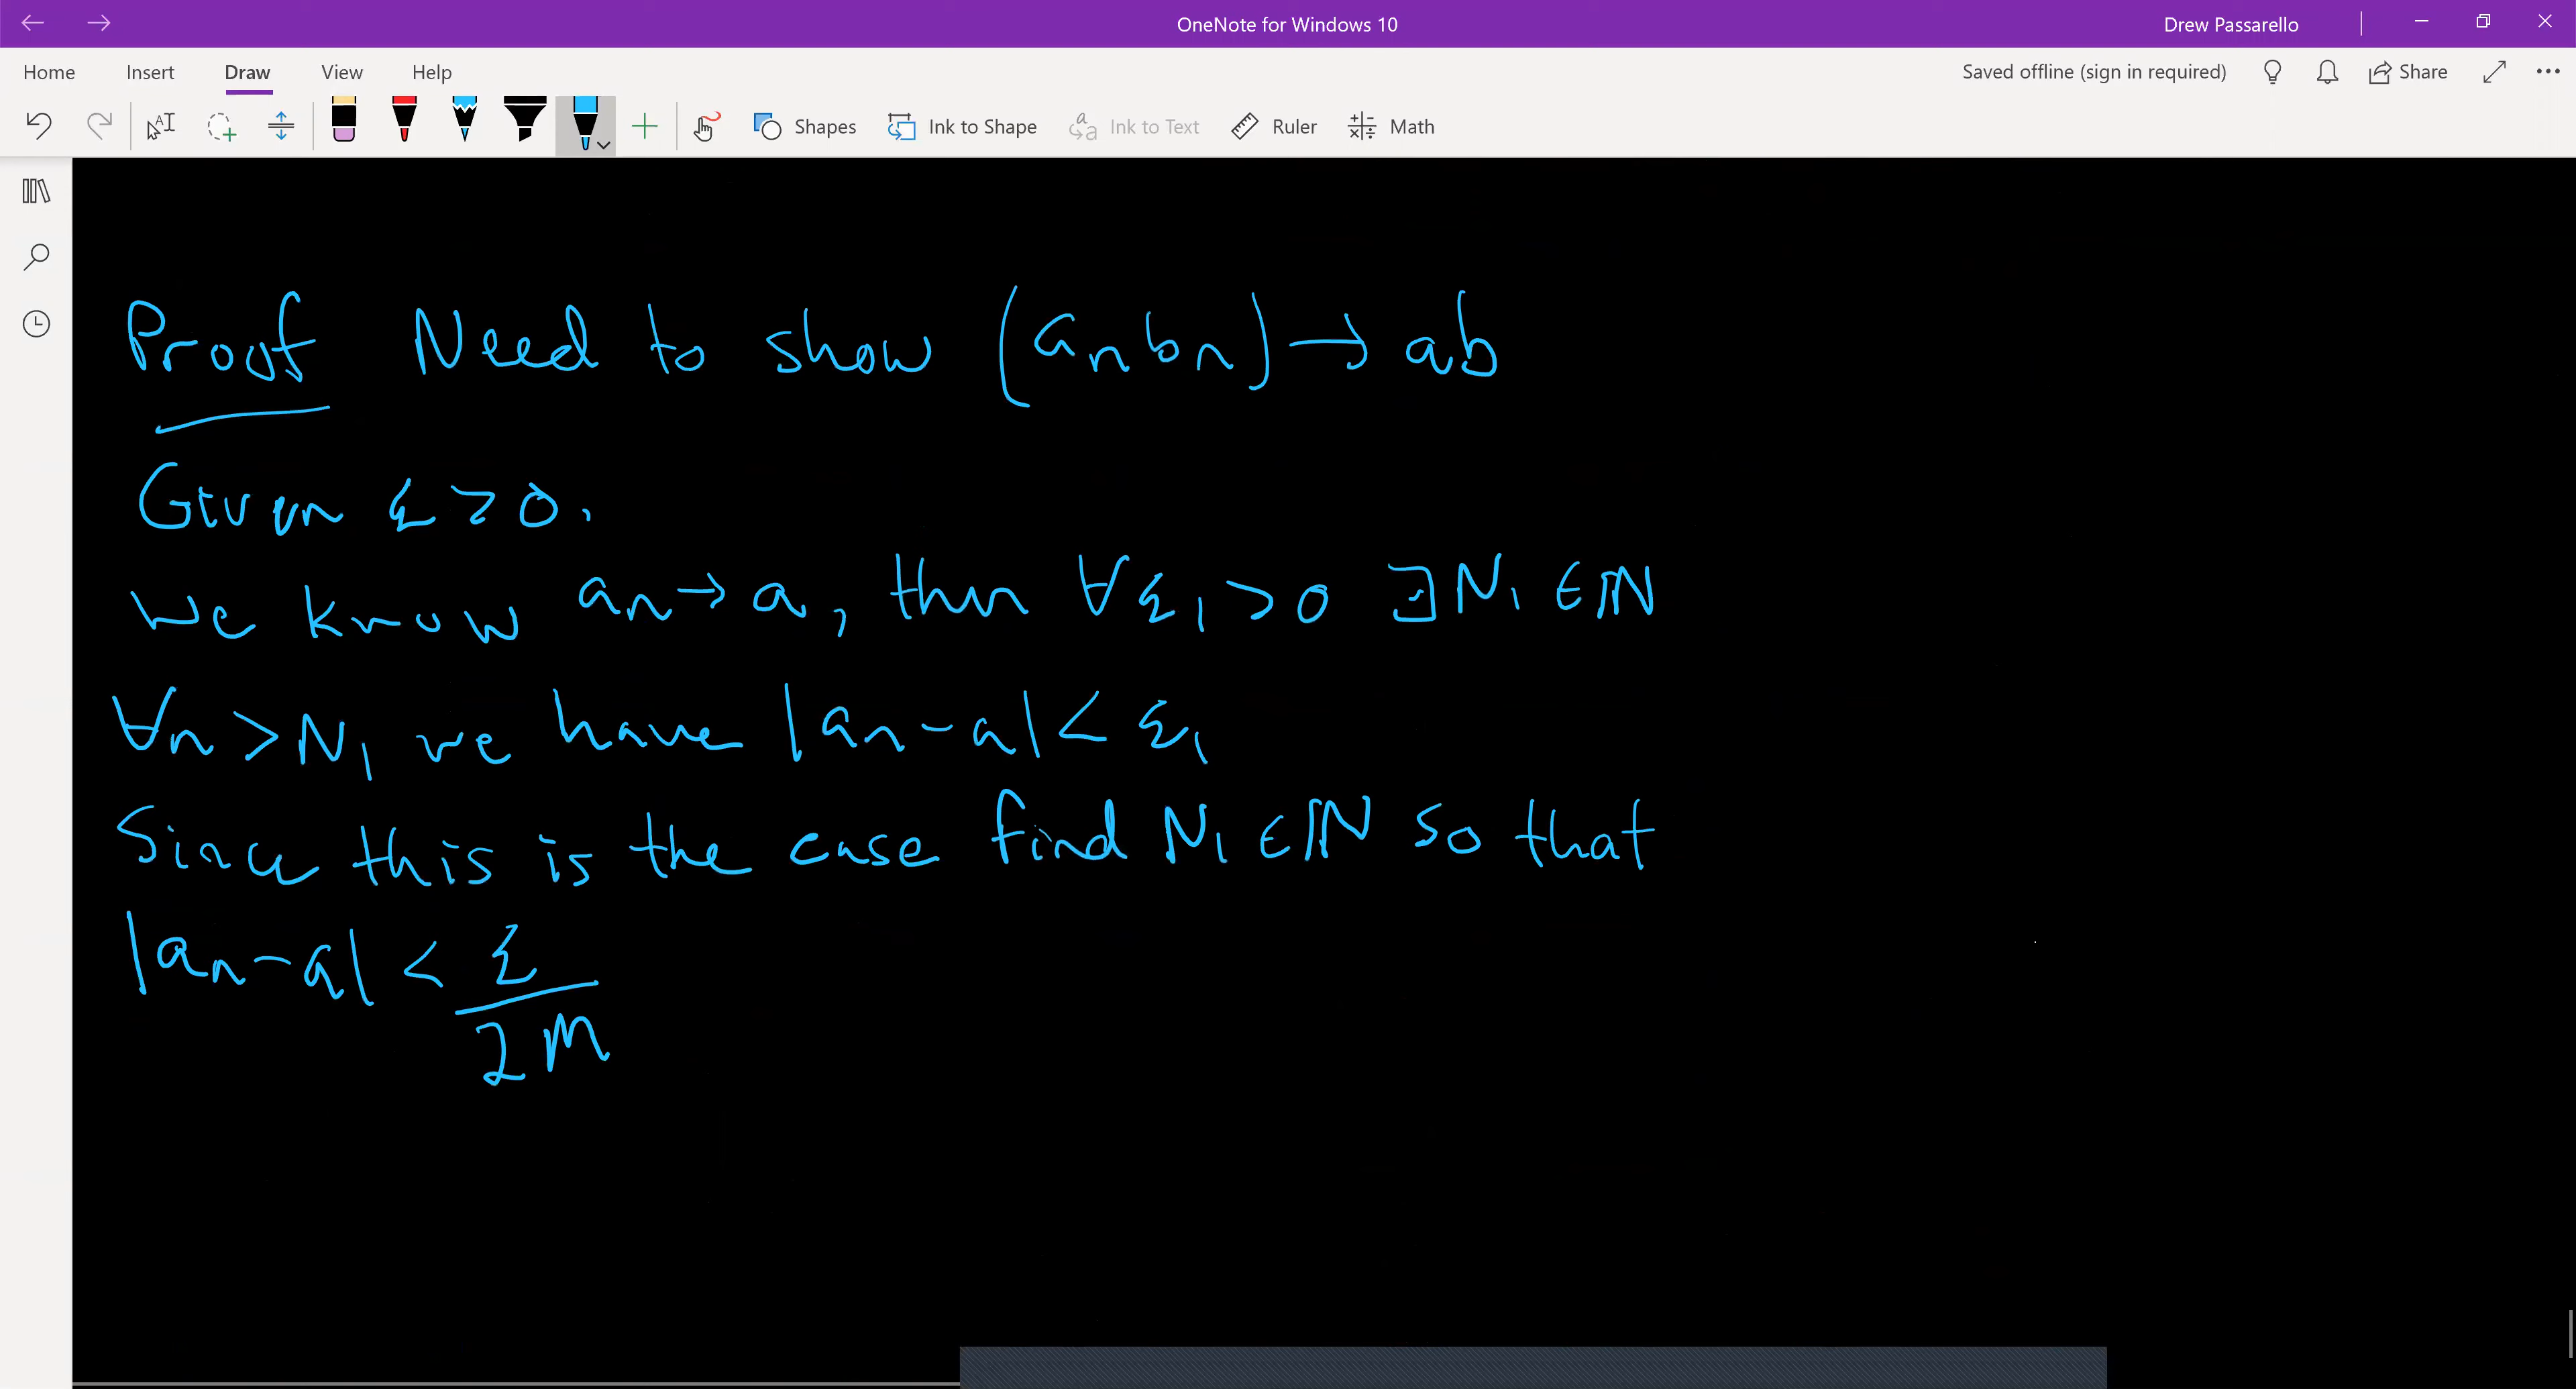 OneNote for Windows 10
Drew Passarello
Home Insert Draw View Help
Saved offline (sign in required) Share
Shapes Ink to Shape Ink to Text Ruler Math
Proof Need to show (aₙbₙ) → ab
Given ε > 0.
We know aₙ → a, then ∀ε₁ > 0 ∃N₁ ∈ ℕ
∀n > N₁ we have |aₙ - a| < ε₁
Since this is the case find N₁ ∈ ℕ so that
|aₙ - a| < ε
2M